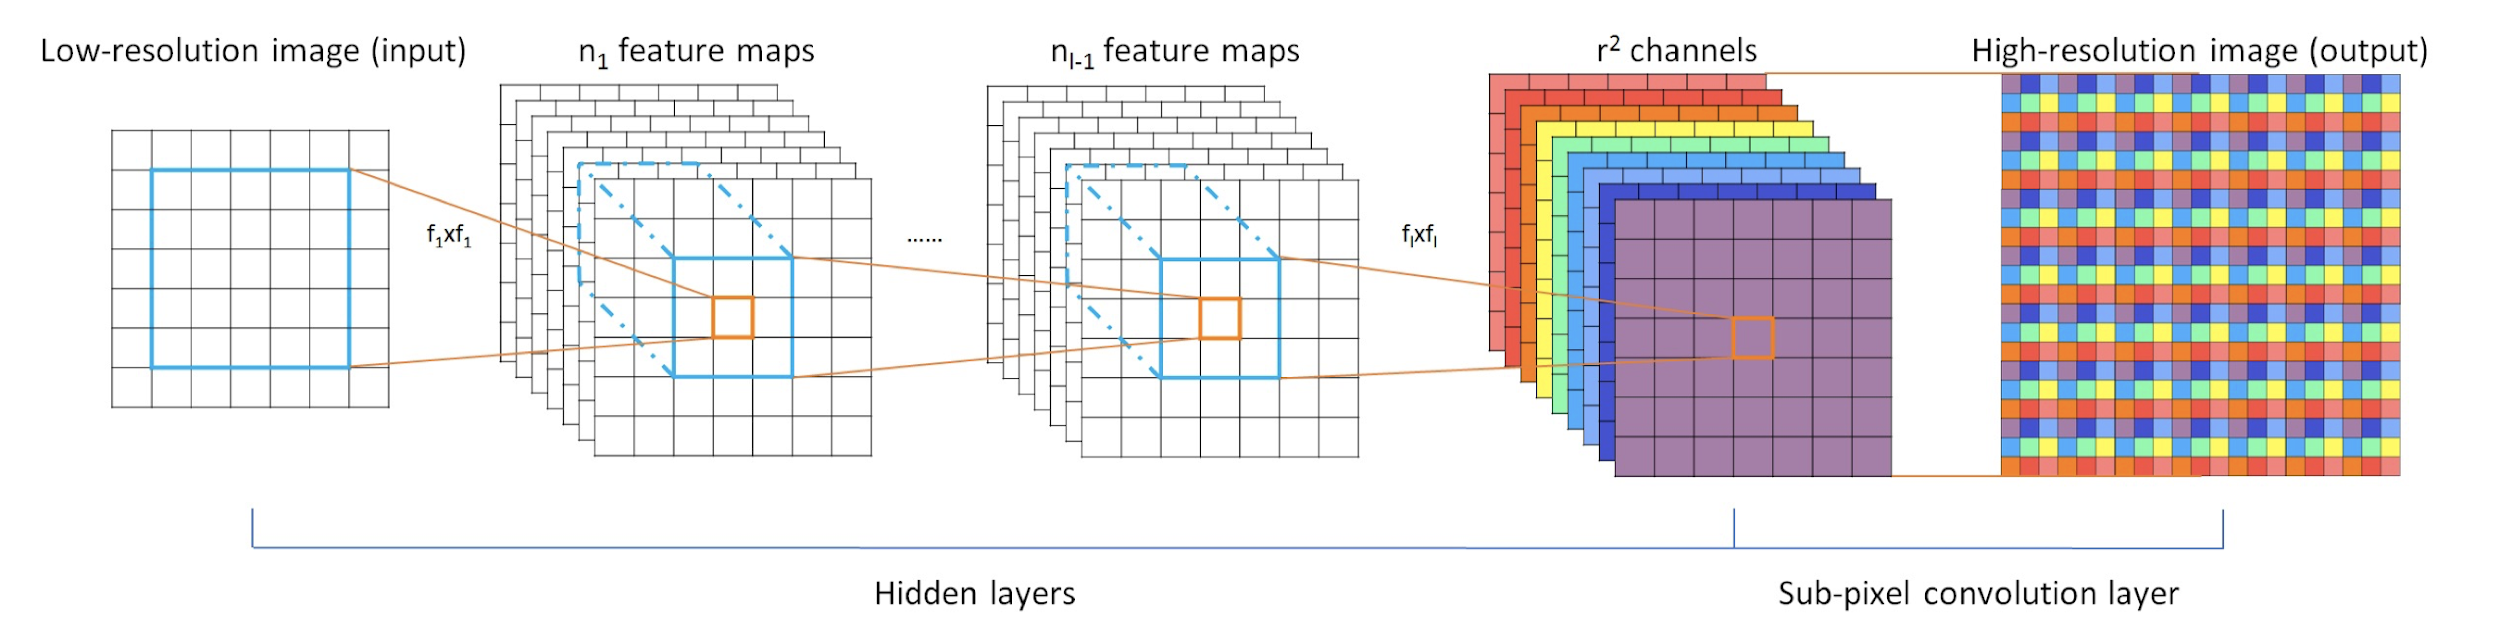 Low-resolution image (input)
n₁ feature maps
nₗ₋₁ feature maps
r² channels
High-resolution image (output)
f₁xf₁
......
fₗxfₗ
Hidden layers
Sub-pixel convolution layer